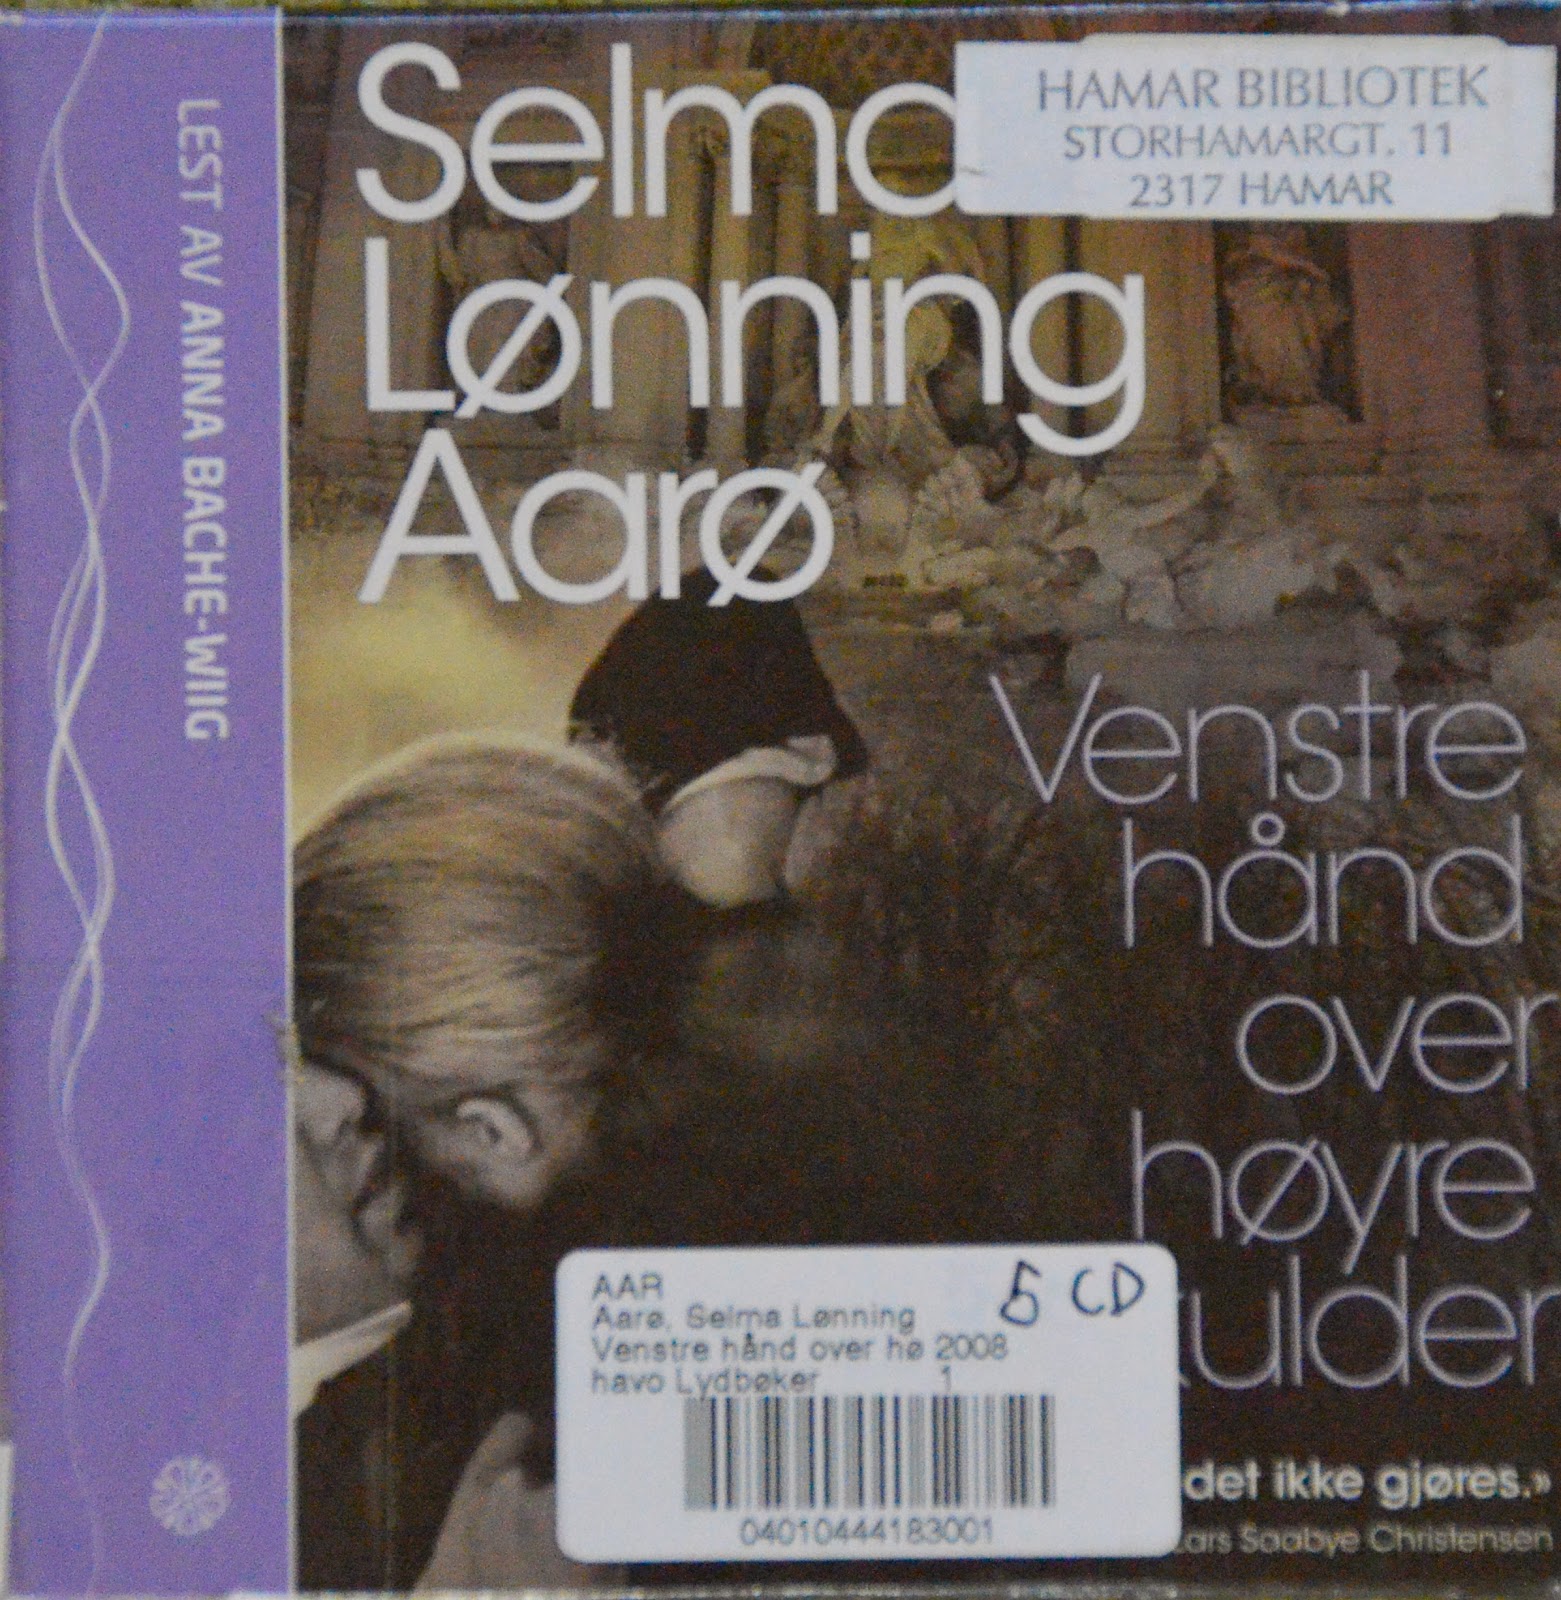 LEST AV ANNA BACHE-WIIG
Selma
Lønning
Aarø
HAMAR BIBLIOTEK
STORHAMARGT. 11
2317 HAMAR
Venstre
hånd
over
høyre
kulder
AAR
5 CD
Aarø, Selma Lønning
Venstre hånd over hø 2008
havo Lydbøker 1
04010444183001
det ikke gjøres.»
Lars Saabye Christensen